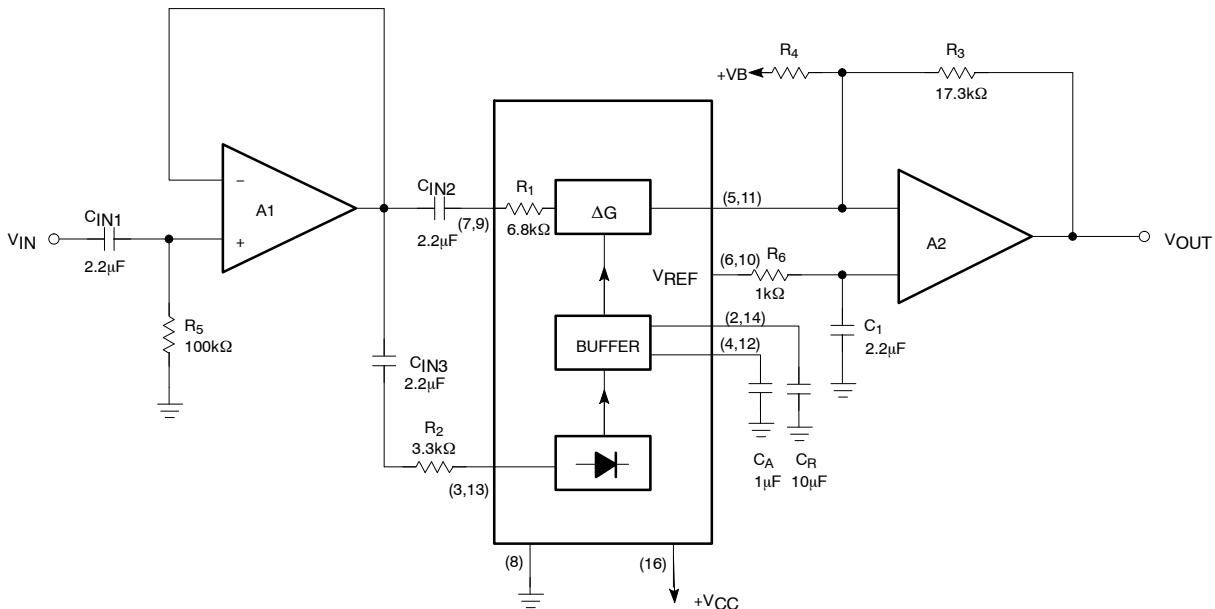 R4
R3
+VB
17.3kΩ
−
A1
+
CIN1
VIN
2.2µF
R5
100kΩ
CIN2
2.2µF
(7,9)
R1
6.8kΩ
ΔG
(5,11)
A2
VOUT
VREF
(6,10)
R6
1kΩ
C1
2.2µF
BUFFER
(2,14)
(4,12)
CIN3
2.2µF
R2
3.3kΩ
(3,13)
CA
1µF
CR
10µF
(8)
(16)
+VCC